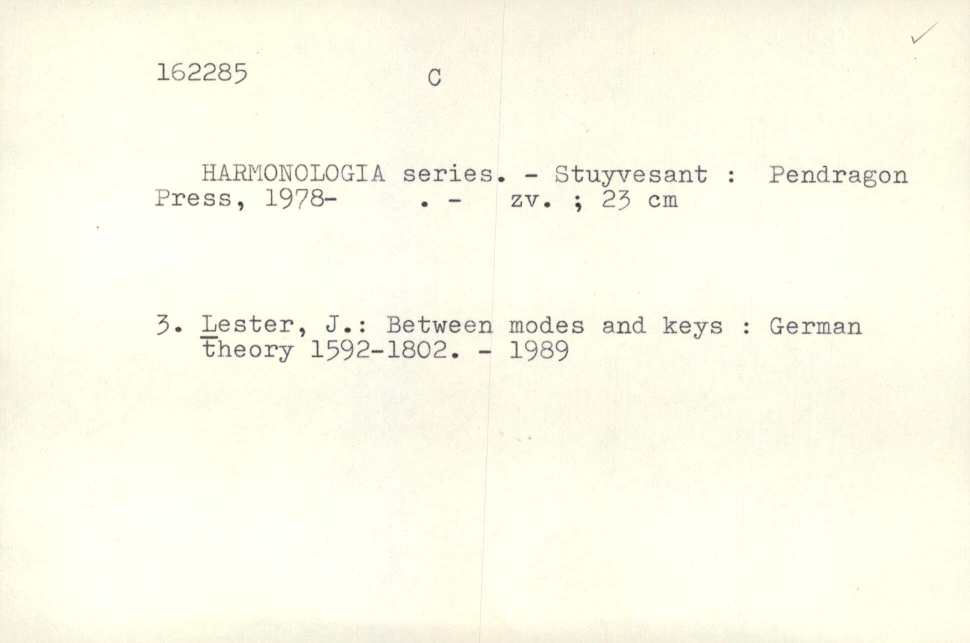 162285 C
HARMONOLOGIA series. - Stuyvesant : Pendragon
Press, 1978- . - zv. ; 23 cm
3. Lester, J.: Between modes and keys : German
theory 1592-1802. - 1989